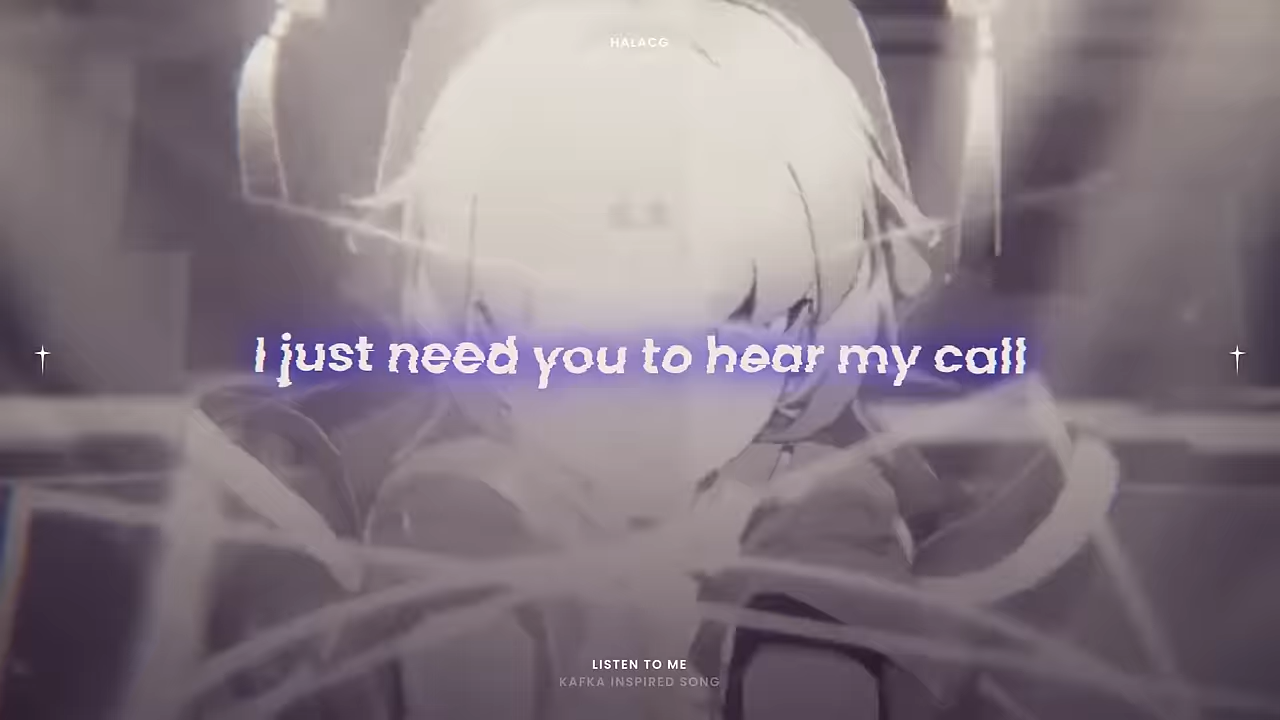 HALACG
I just need you to hear my call
LISTEN TO ME
KAFKA INSPIRED SONG